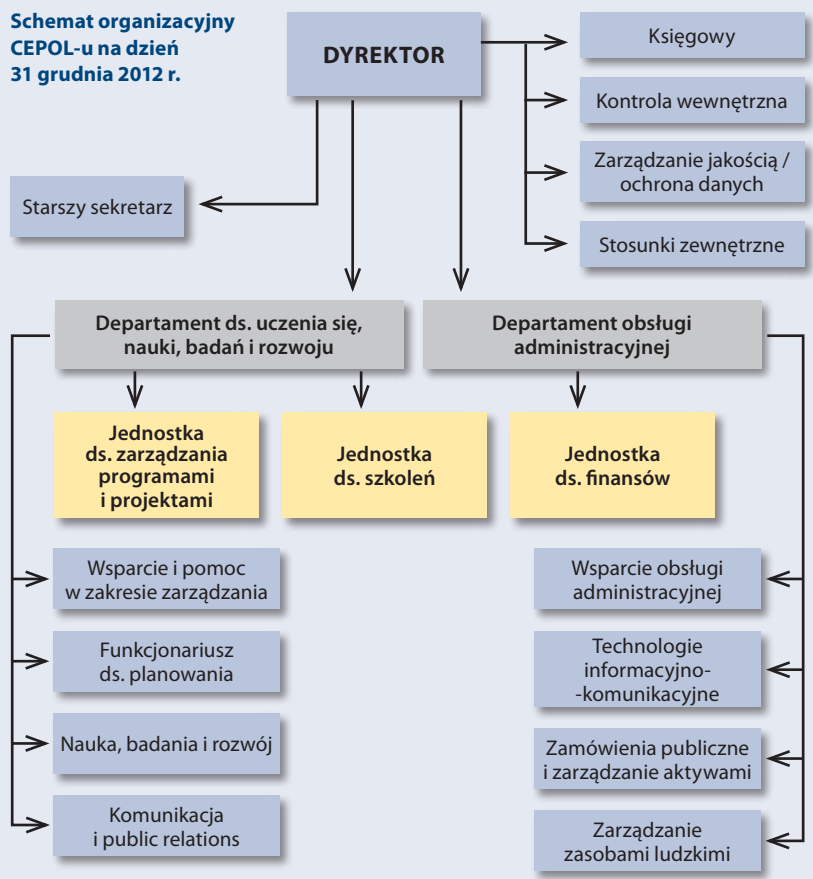 Schemat organizacyjny
CEPOL-u na dzień
31 grudnia 2012 r.
DYREKTOR
Księgowy
Kontrola wewnętrzna
Zarządzanie jakością /
ochrona danych
Stosunki zewnętrzne
Starszy sekretarz
Departament ds. uczenia się,
nauki, badań i rozwoju
Departament obsługi
administracyjnej
Jednostka
ds. zarządzania
programami
i projektami
Jednostka
ds. szkoleń
Jednostka
ds. finansów
Wsparcie i pomoc
w zakresie zarządzania
Funkcjonariusz
ds. planowania
Nauka, badania i rozwój
Komunikacja
i public relations
Wsparcie obsługi
administracyjnej
Technologie
informacyjno-
-komunikacyjne
Zamówienia publiczne
i zarządzanie aktywami
Zarządzanie
zasobami ludzkimi